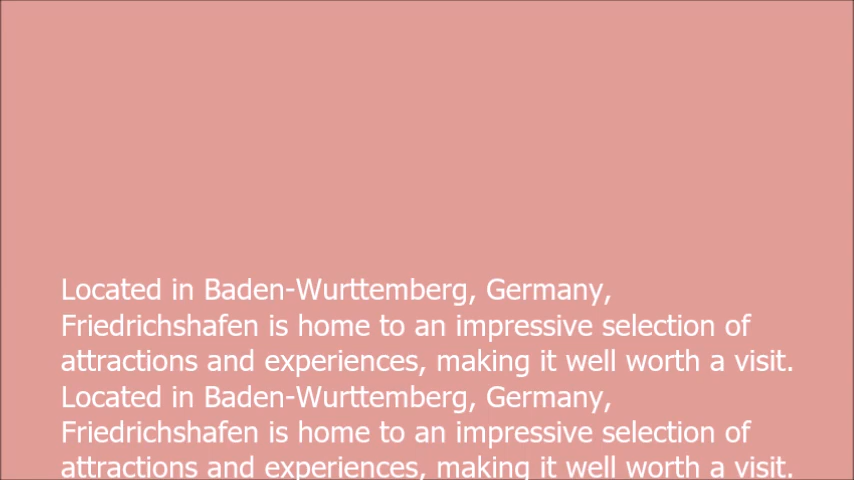 Located in Baden-Wurttemberg, Germany,
Friedrichshafen is home to an impressive selection of
attractions and experiences, making it well worth a visit.
Located in Baden-Wurttemberg, Germany,
Friedrichshafen is home to an impressive selection of
attractions and experiences, making it well worth a visit.